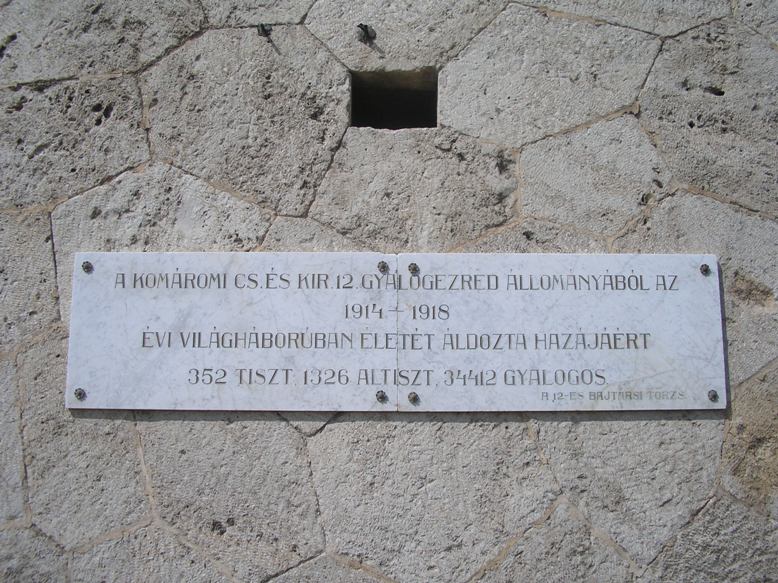 A KOMÁROMI CS.ÉS KIR.12.GYALOGEZRED ÁLLOMÁNYÁBÓL AZ
1914-1918
ÉVI VILÁGHÁBORÚBAN ÉLETÉT ÁLDOZTA HAZÁJÁÉRT
352 TISZT. 1326 ALTISZT. 34412 GYALOGOS.
A 12-ES BAJTÁRSI TÖRZS.